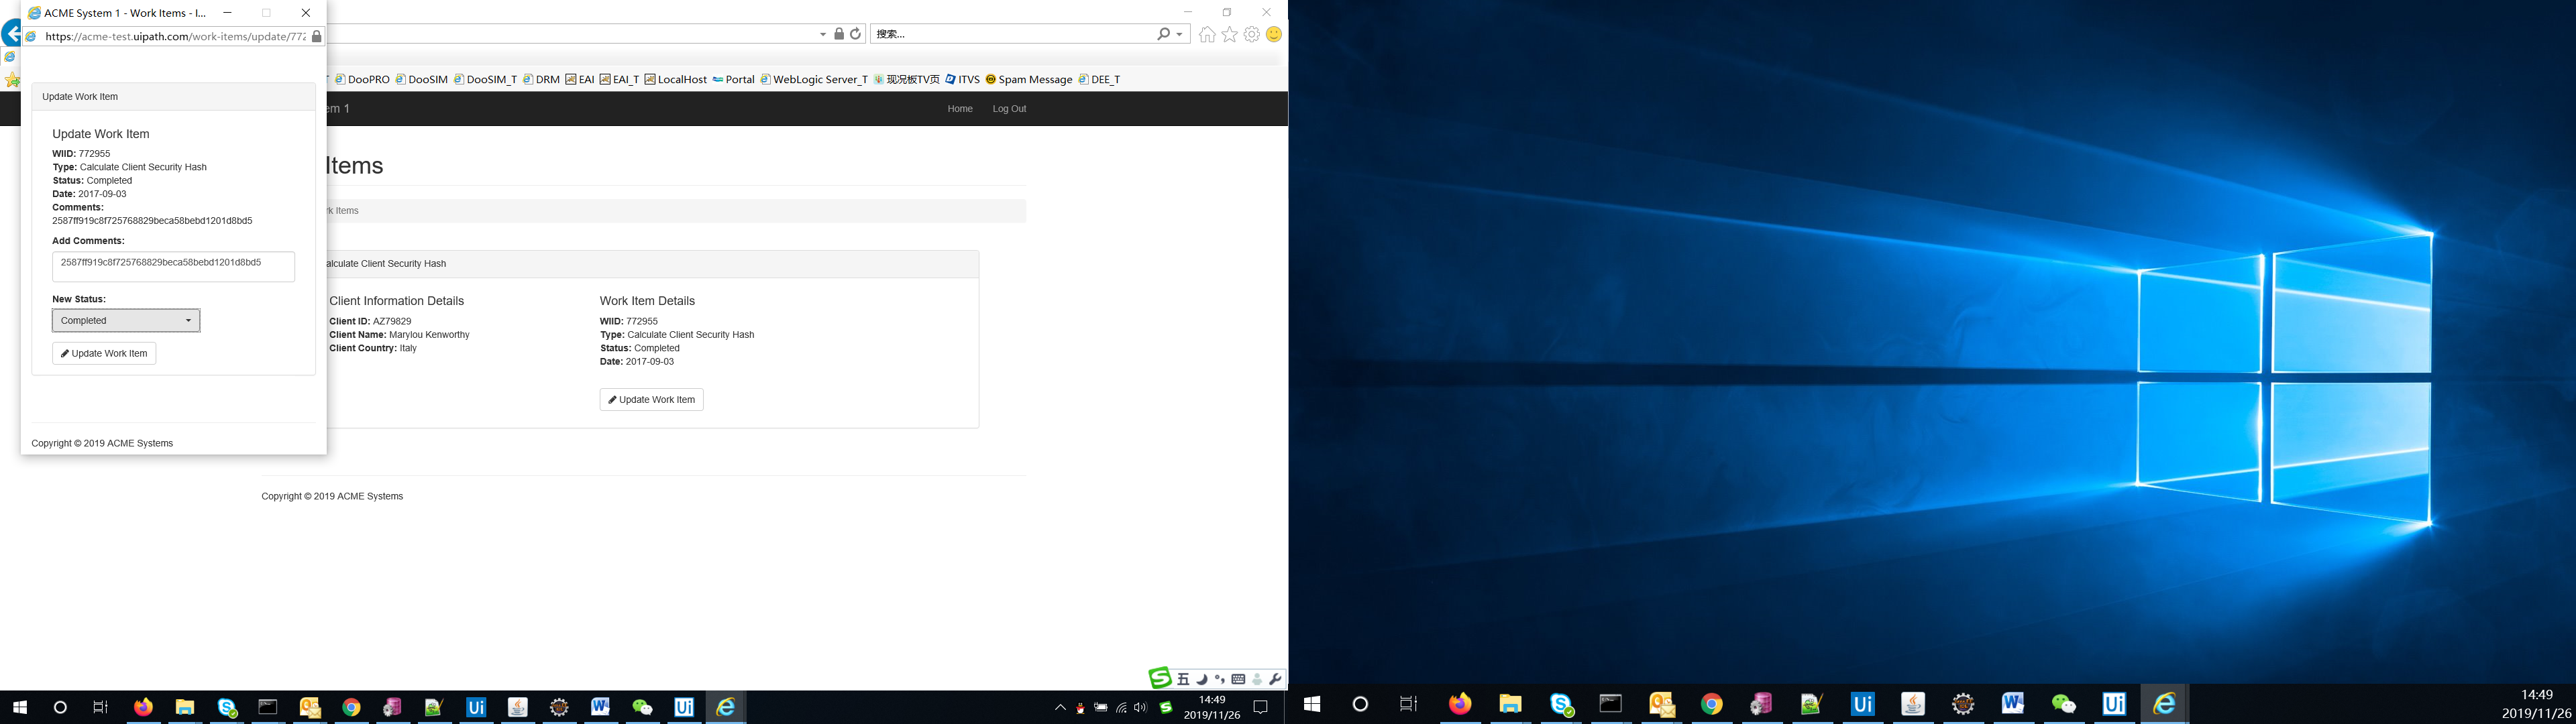 ACME System 1 - Work Items - I...
https://acme-test.uipath.com/work-items/update/772
搜索...
DooPRO DooSIM DooSIM_T DRM EAI EAI_T LocalHost Portal WebLogic Server_T 现况板TV页 ITVS Spam Message DEE_T
em 1 Home Log Out
Update Work Item
Update Work Item
WIID: 772955
Type: Calculate Client Security Hash
Status: Completed
Date: 2017-09-03
Comments:
2587ff919c8f725768829beca58bebd1201d8bd5
Add Comments:
2587ff919c8f725768829beca58bebd1201d8bd5
New Status:
Completed
Update Work Item
Copyright © 2019 ACME Systems
Items
rk Items
alculate Client Security Hash
Client Information Details
Client ID: AZ79829
Client Name: Marylou Kenworthy
Client Country: Italy
Work Item Details
WIID: 772955
Type: Calculate Client Security Hash
Status: Completed
Date: 2017-09-03
Update Work Item
Copyright © 2019 ACME Systems
五
14:49
2019/11/26
14:49
2019/11/26